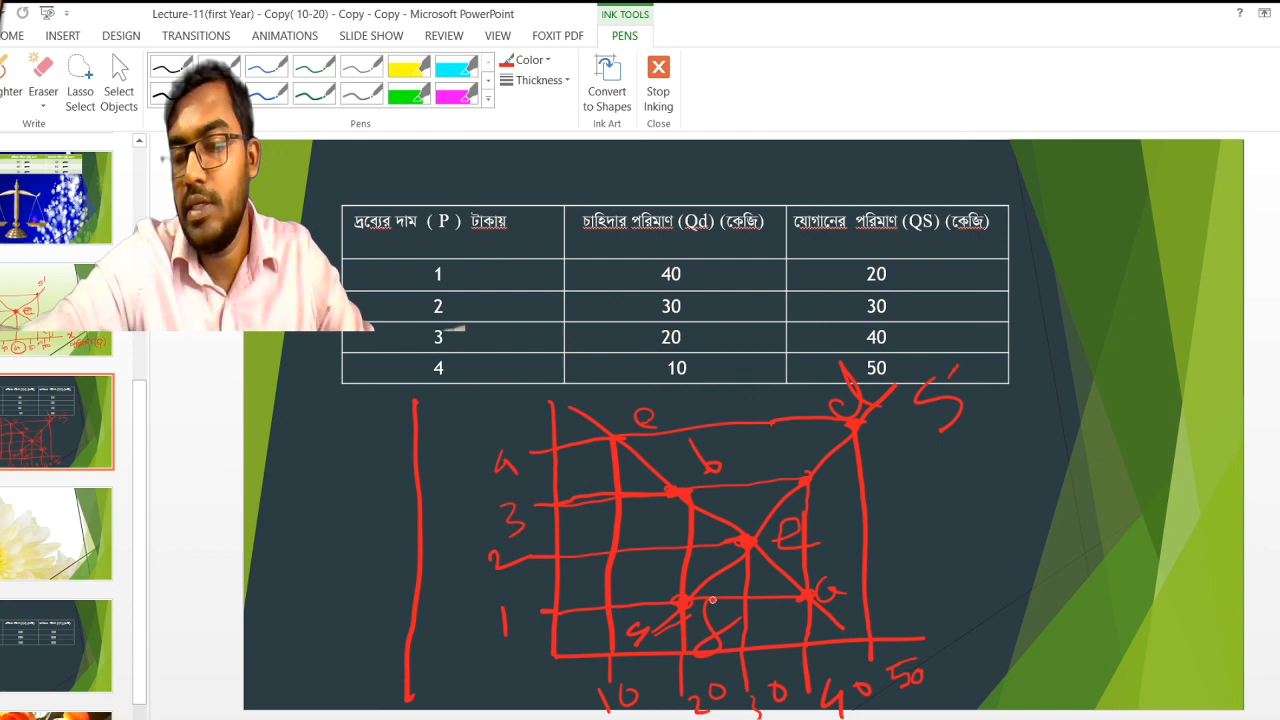 Lecture-11(first Year) - Copy( 10-20) - Copy - Copy - Microsoft PowerPoint
INK TOOLS
OME INSERT DESIGN TRANSITIONS ANIMATIONS SLIDE SHOW REVIEW VIEW FOXIT PDF PENS
ghter Eraser Lasso Select Select Objects
Color
Thickness
Convert to Shapes
Stop Inking
Write Pens Ink Art Close
দ্রব্যের দাম ( P ) টাকায় চাহিদার পরিমাণ (Qd) (কেজি) যোগানের পরিমাণ (QS) (কেজি)
1 40 20
2 30 30
3 20 40
4 10 50
e d S'
4 b
3
2 e
1 a
10 20 30 40 50